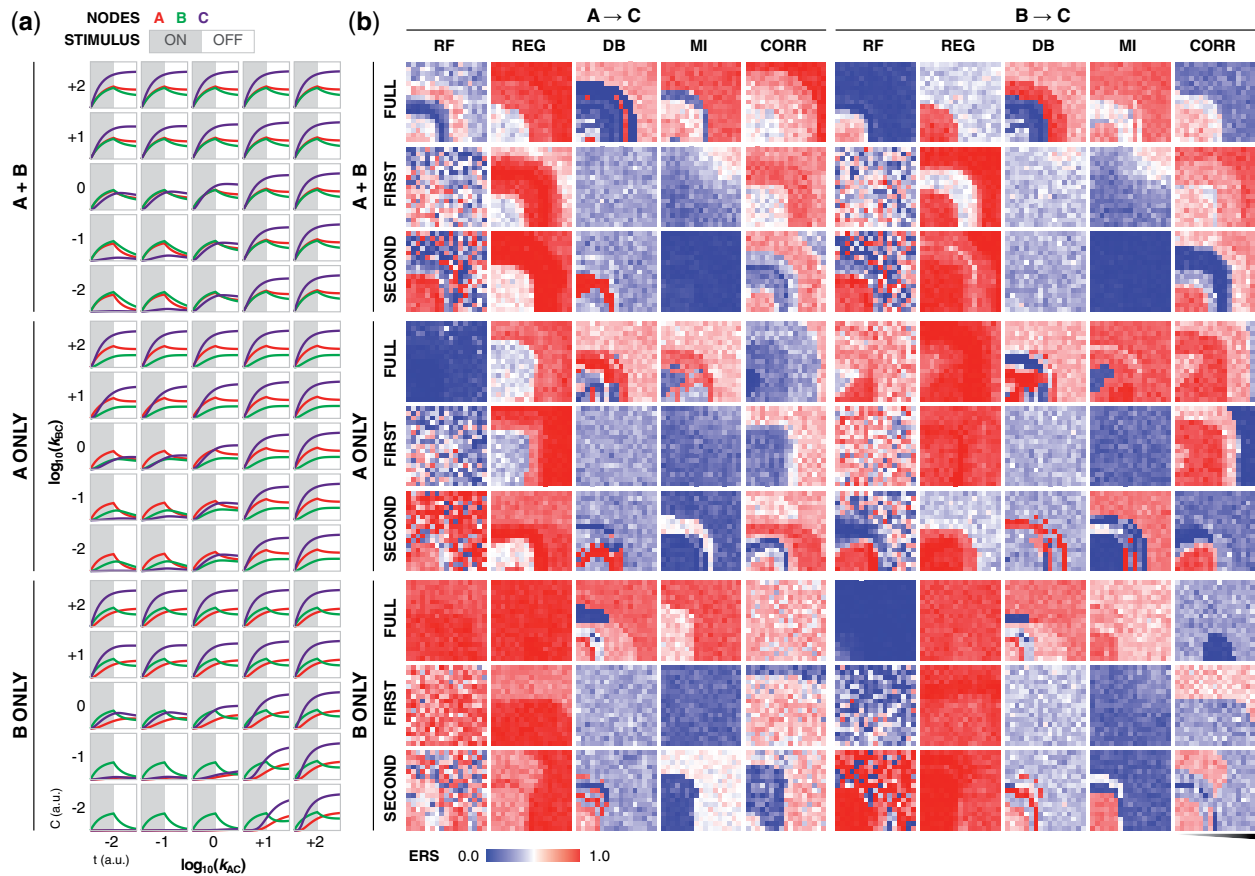 (a)
NODES A B C
STIMULUS ON OFF
A + B
+2
+1
0
-1
-2
A ONLY
+2
+1
0
-1
-2
B ONLY
+2
+1
0
-1
-2
log10(kBC)
C (a.u.)
t (a.u.)
-2 -1 0 +1 +2
log10(kAC)
(b)
A → C B → C
RF REG DB MI CORR RF REG DB MI CORR
A + B
FULL
FIRST
SECOND
A ONLY
FULL
FIRST
SECOND
B ONLY
FULL
FIRST
SECOND
ERS 0.0 1.0